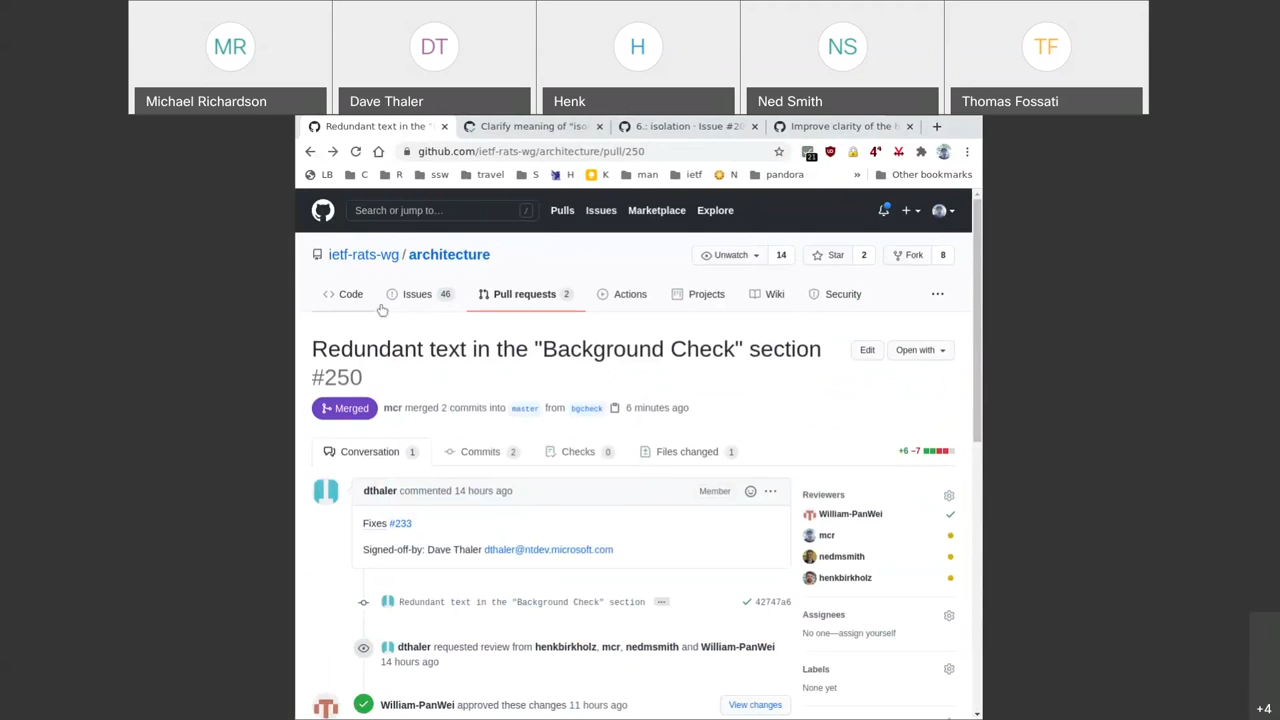 MR DT H NS TF
Michael Richardson Dave Thaler Henk Ned Smith Thomas Fossati
Redundant text in the " Clarify meaning of "iso 6.: isolation · Issue #20 Improve clarity of the
github.com/ietf-rats-wg/architecture/pull/250 21
LB C R ssw travel S H K man ietf N pandora » Other bookmarks
Search or jump to… / Pulls Issues Marketplace Explore
ietf-rats-wg / architecture Unwatch 14 Star 2 Fork 8
Code Issues 46 Pull requests 2 Actions Projects Wiki Security
Redundant text in the "Background Check" section Edit Open with
#250
Merged mcr merged 2 commits into master from bgcheck 6 minutes ago
Conversation 1 Commits 2 Checks 0 Files changed 1 +6 −7
dthaler commented 14 hours ago Member
Reviewers
William-PanWei
Fixes #233
mcr
Signed-off-by: Dave Thaler dthaler@ntdev.microsoft.com
nedmsmith
henkbirkholz
Redundant text in the "Background Check" section ... 42747a6
Assignees
No one—assign yourself
dthaler requested review from henkbirkholz, mcr, nedmsmith and William-PanWei
14 hours ago
Labels
None yet
William-PanWei approved these changes 11 hours ago View changes
+4